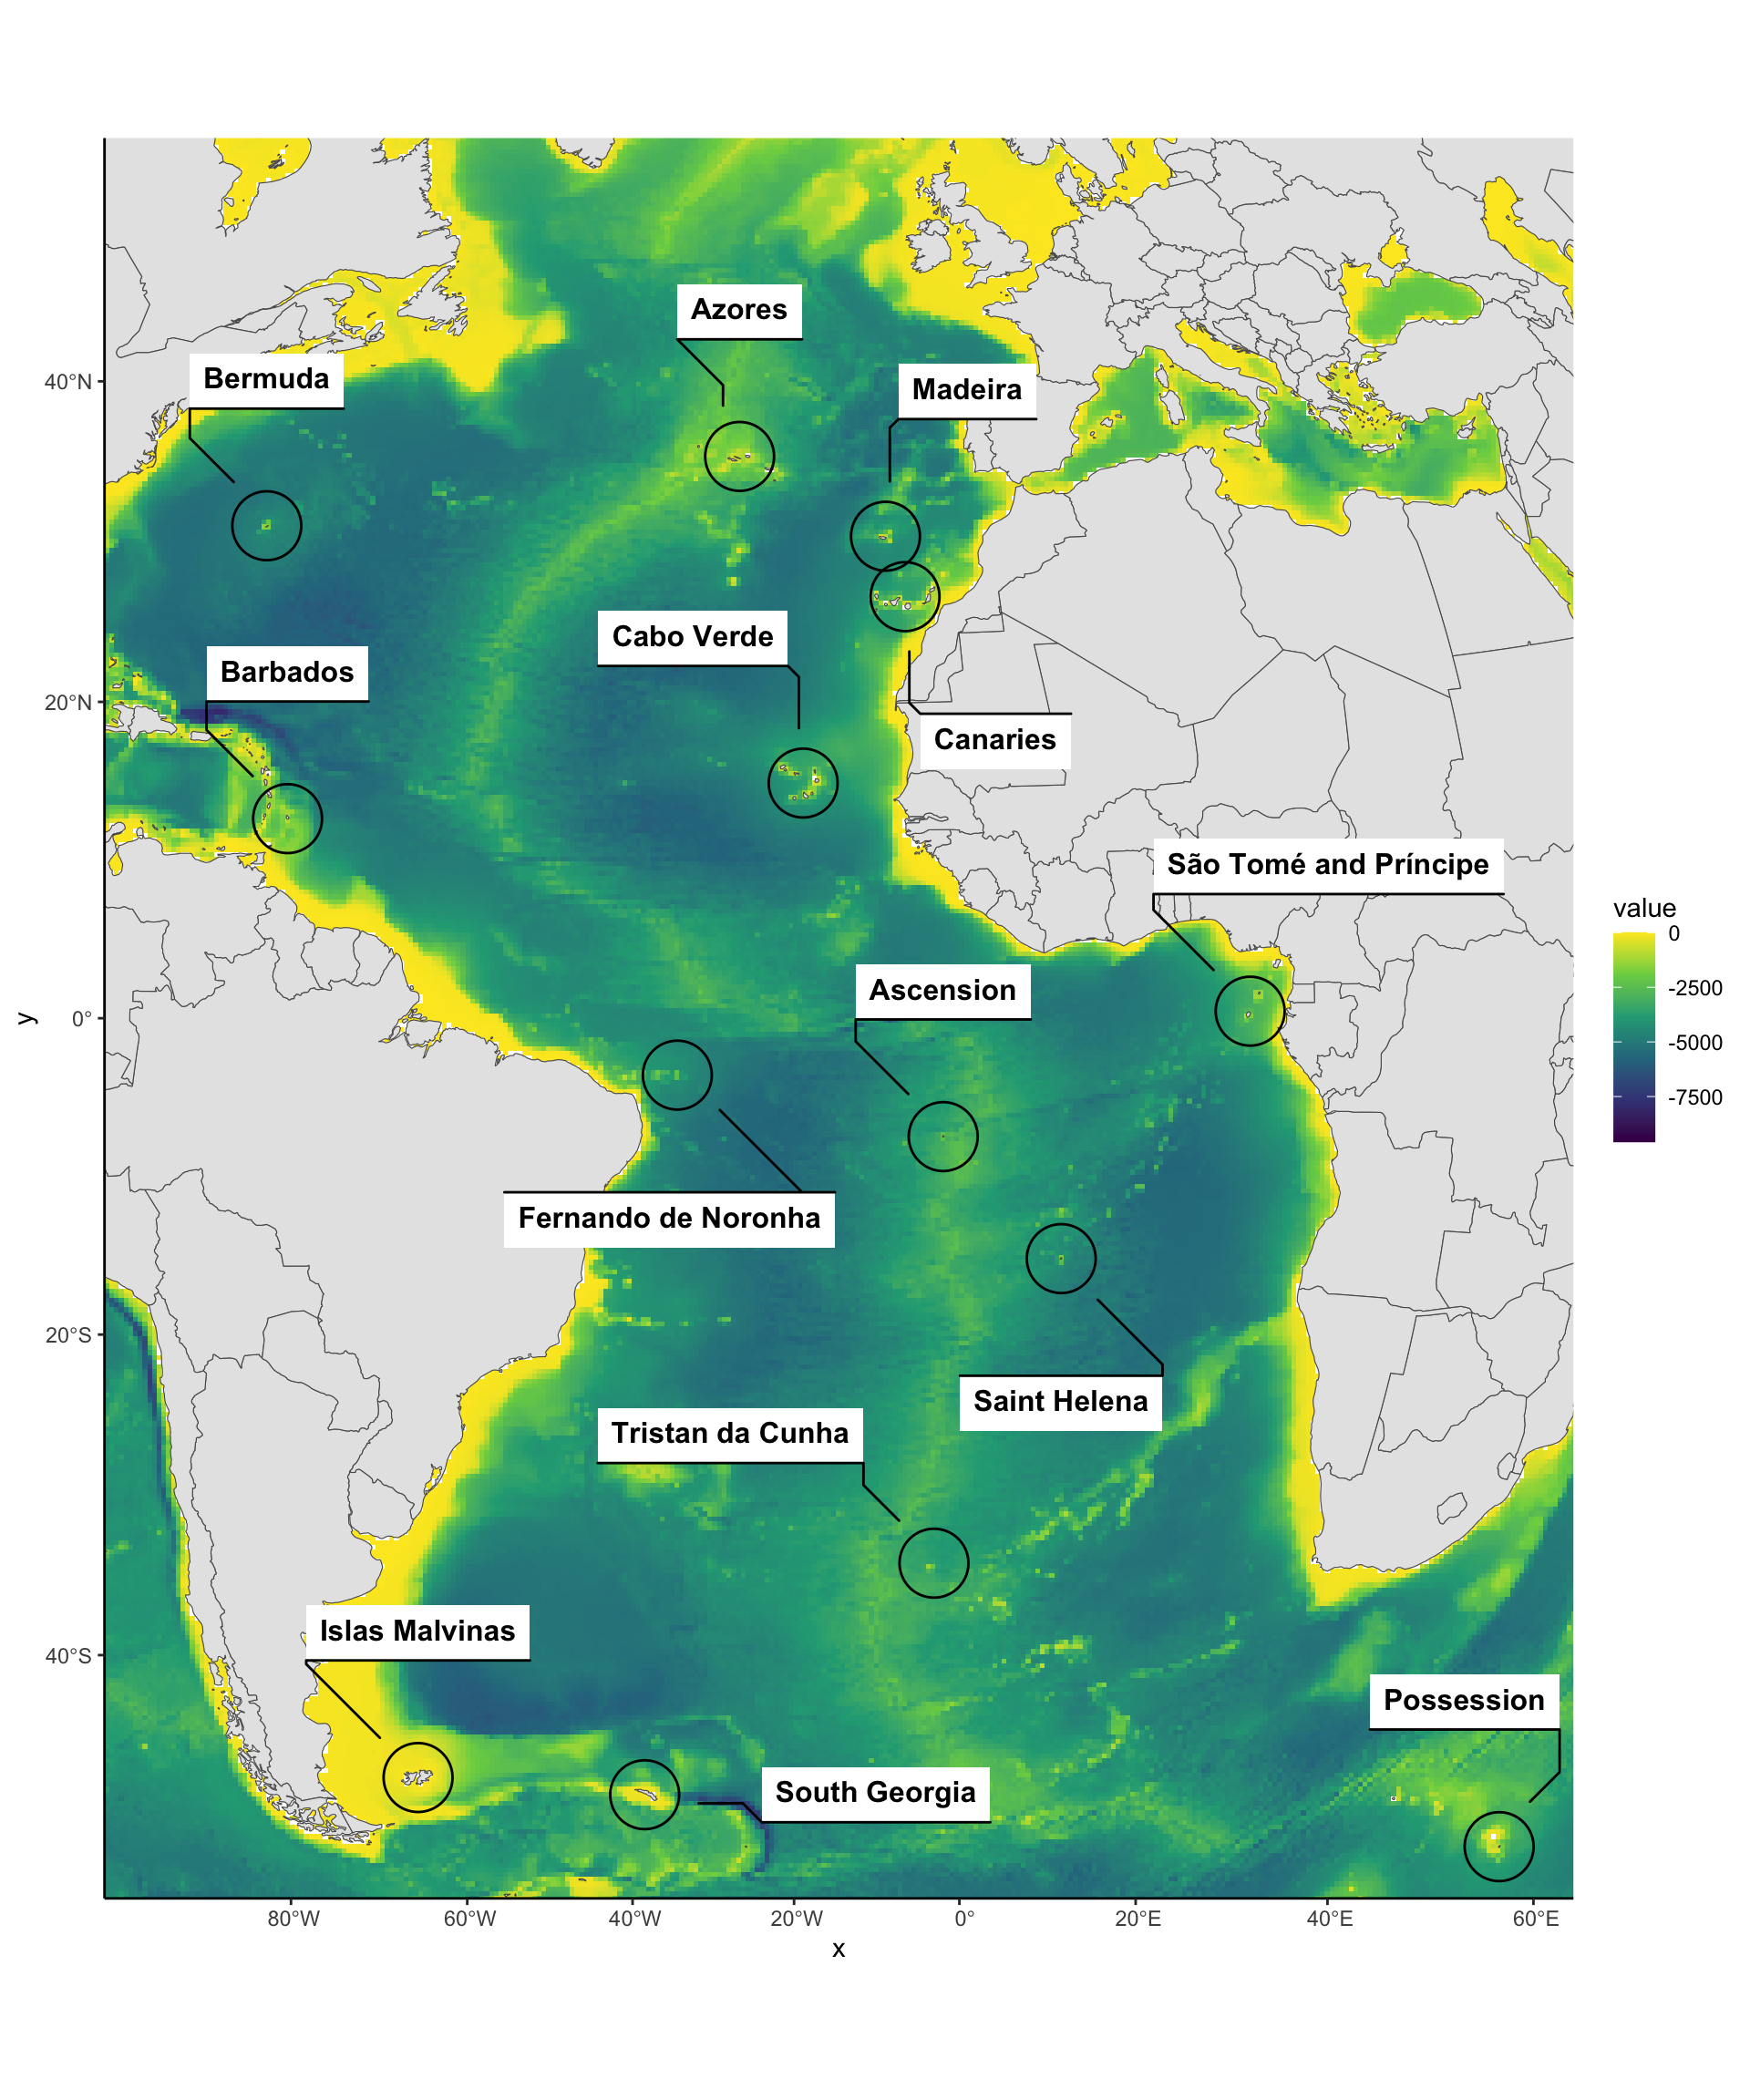 Azores
Bermuda
Madeira
40°N
Cabo Verde
Barbados
20°N
Canaries
São Tomé and Príncipe
value
0
-2500
-5000
-7500
Ascension
0°
y
Fernando de Noronha
20°S
Saint Helena
Tristan da Cunha
Islas Malvinas
40°S
Possession
South Georgia
80°W 60°W 40°W 20°W 0° 20°E 40°E 60°E
x